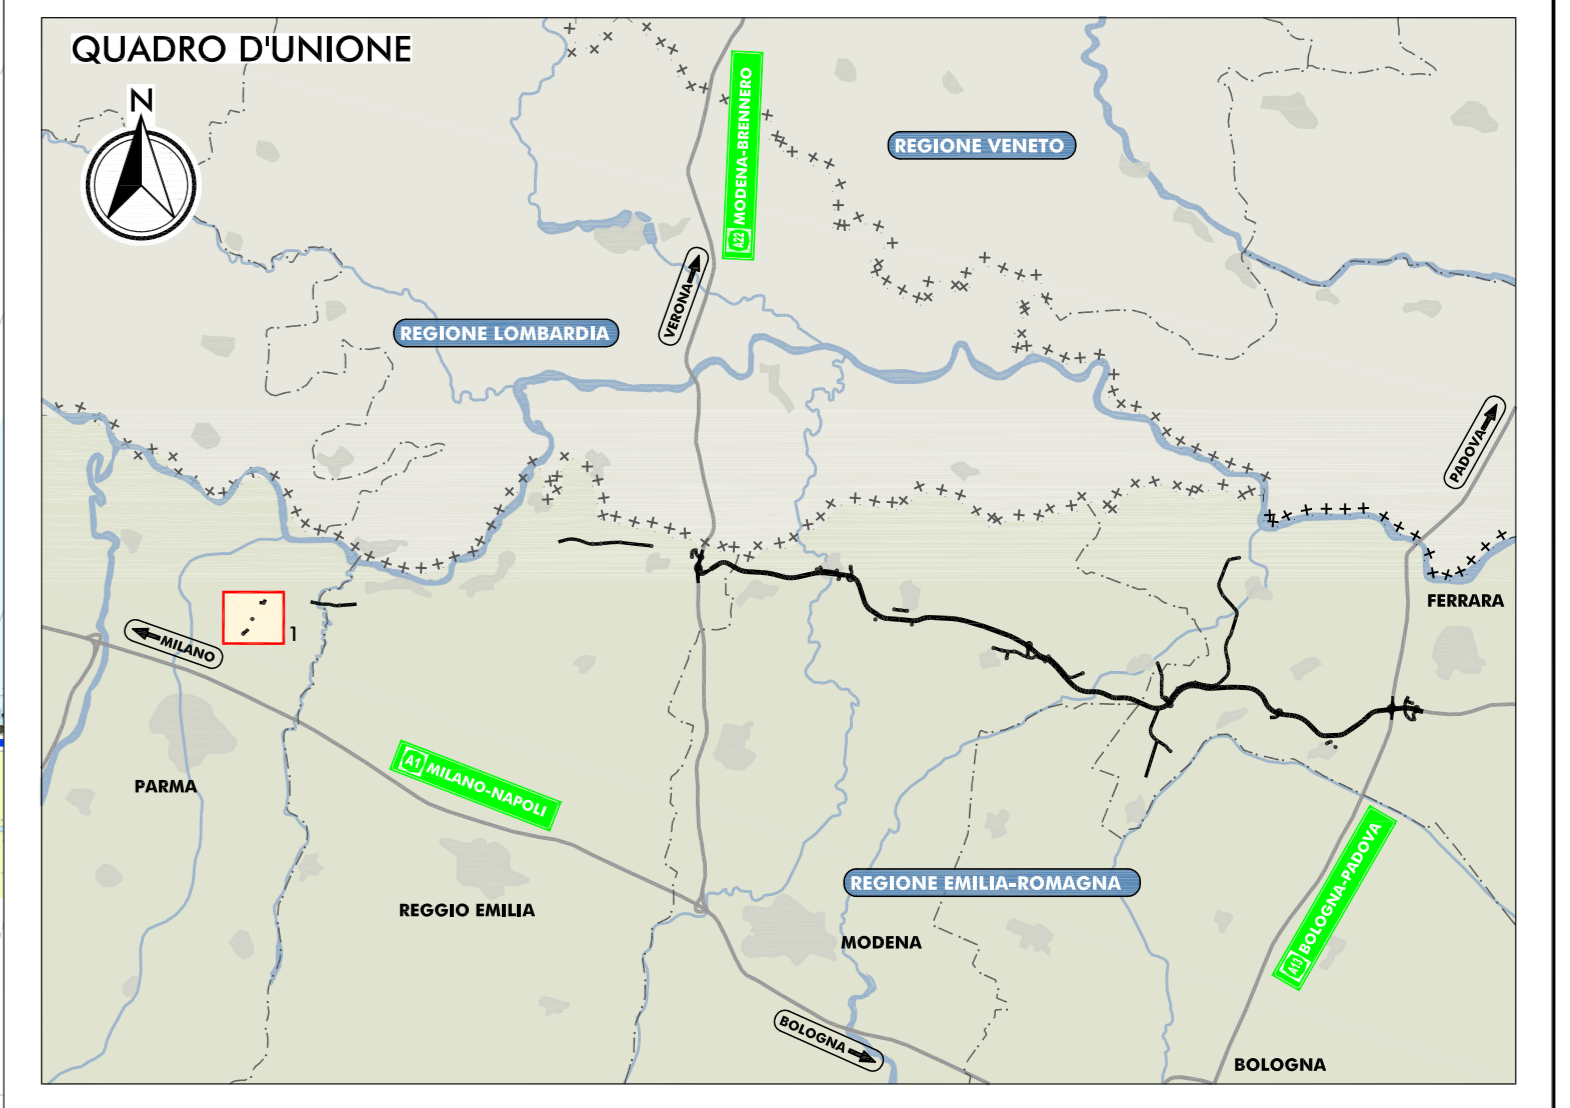 QUADRO D'UNIONE
N
A22 MODENA-BRENNERO
REGIONE VENETO
VERONA
REGIONE LOMBARDIA
PADOVA
FERRARA
1
MILANO
PARMA
A1 MILANO-NAPOLI
REGIONE EMILIA-ROMAGNA
A13 BOLOGNA-PADOVA
REGGIO EMILIA
MODENA
BOLOGNA
BOLOGNA